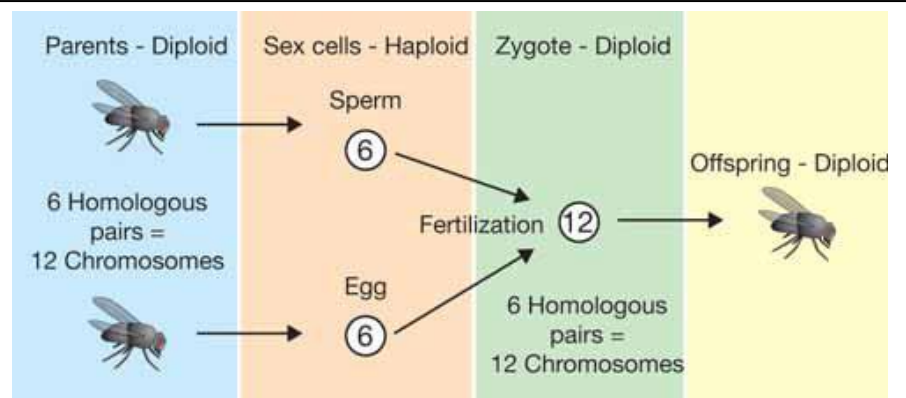 Parents - Diploid
6 Homologous
pairs =
12 Chromosomes
Sex cells - Haploid
Sperm
6
Egg
6
Zygote - Diploid
Fertilization 12
6 Homologous
pairs =
12 Chromosomes
Offspring - Diploid